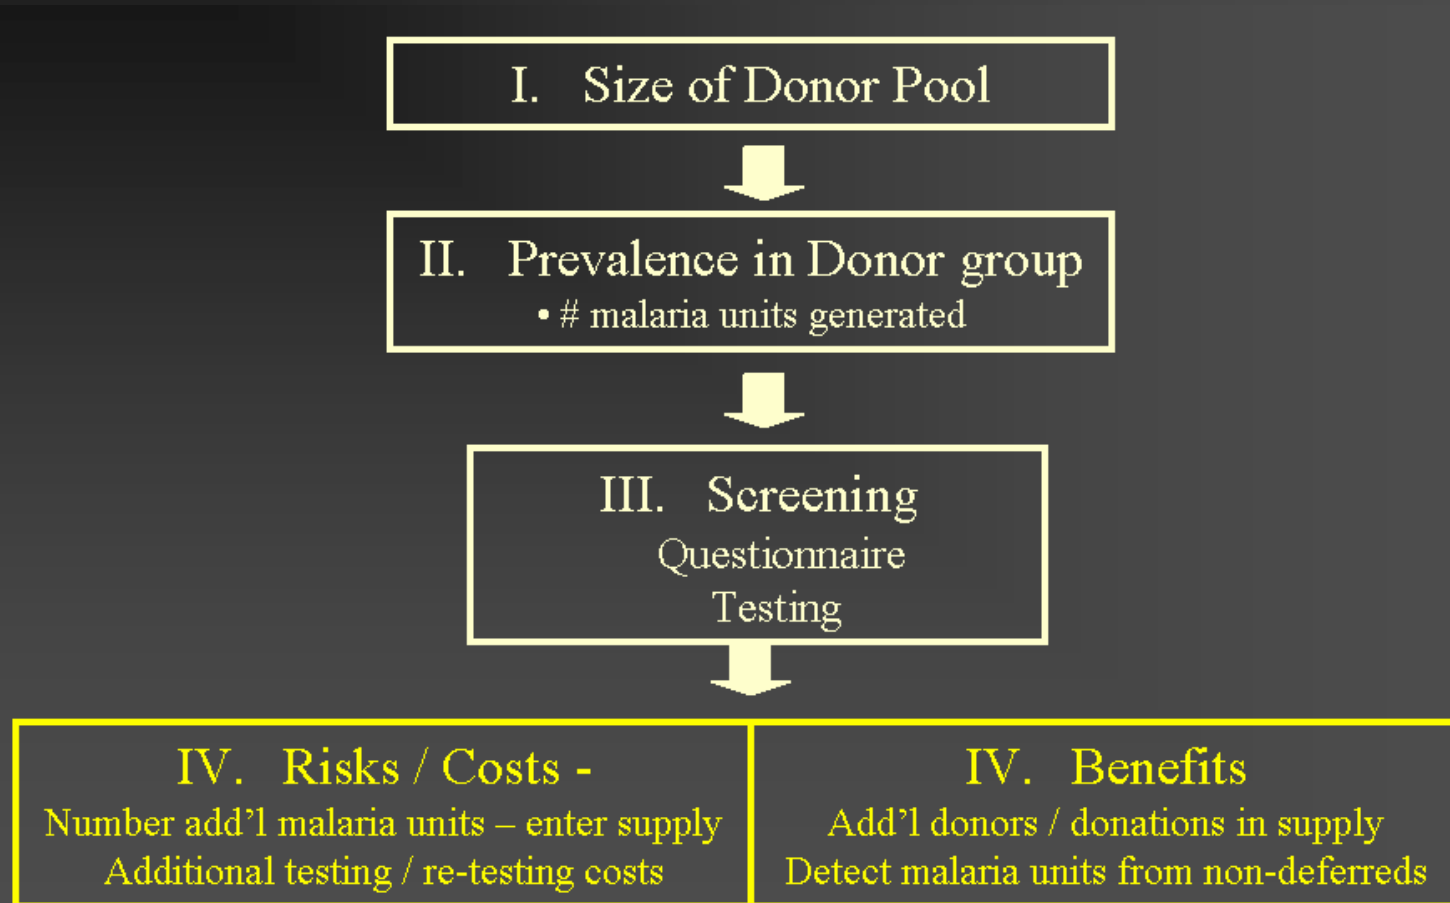 I. Size of Donor Pool
II. Prevalence in Donor group
• # malaria units generated
III. Screening
Questionnaire
Testing
IV. Risks / Costs -
Number add’l malaria units – enter supply
Additional testing / re-testing costs
IV. Benefits
Add’l donors / donations in supply
Detect malaria units from non-deferreds